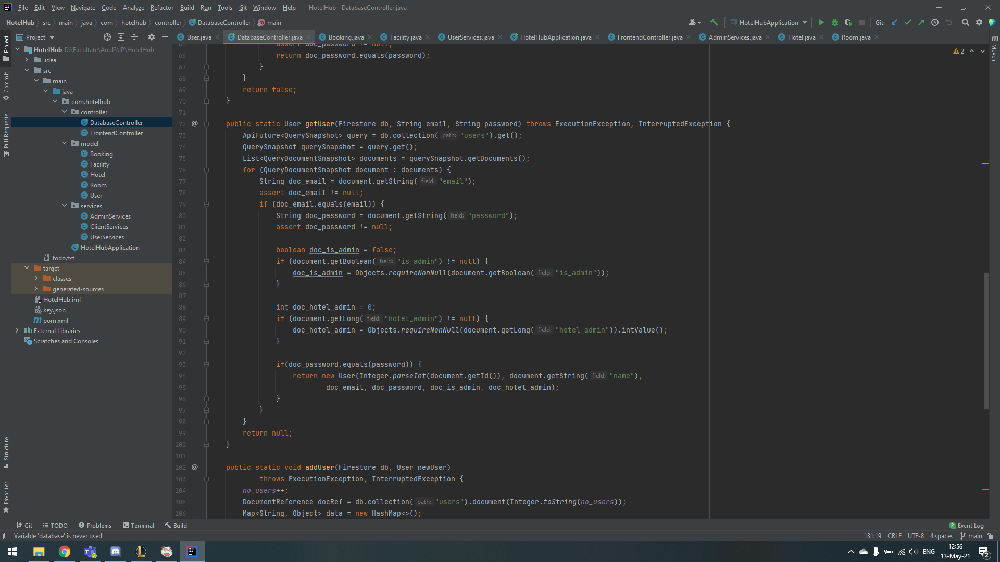 File Edit View Navigate Code Analyze Refactor Build Run Tools Git Window Help HotelHub - DatabaseController.java
HotelHub src main java com hotelhub controller DatabaseController main HotelHubApplication Git:
Project User.java DatabaseController.java Booking.java Facility.java UserServices.java HotelHubApplication.java FrontendController.java AdminServices.java Hotel.java Room.java
Project
Commit
Pull Requests
Structure
Favorites
Maven
HotelHub D:\Facultate\Anul3\IP\HotelHub
.idea
src
main
java
com.hotelhub
controller
DatabaseController
FrontendController
model
Booking
Facility
Hotel
Room
User
services
AdminServices
ClientServices
UserServices
HotelHubApplication
todo.txt
target
classes
generated-sources
HotelHub.iml
key.json
pom.xml
External Libraries
Scratches and Consoles
2
65 assert doc_password != null;
66 return doc_password.equals(password);
67 }
68 }
69 return false;
70 }
71
72 @ public static User getUser(Firestore db, String email, String password) throws ExecutionException, InterruptedException {
73 ApiFuture<QuerySnapshot> query = db.collection( path: "users").get();
74 QuerySnapshot querySnapshot = query.get();
75 List<QueryDocumentSnapshot> documents = querySnapshot.getDocuments();
76 for (QueryDocumentSnapshot document : documents) {
77 String doc_email = document.getString( field: "email");
78 assert doc_email != null;
79 if (doc_email.equals(email)) {
80 String doc_password = document.getString( field: "password");
81 assert doc_password != null;
82
83 boolean doc_is_admin = false;
84 if (document.getBoolean( field: "is_admin") != null) {
85 doc_is_admin = Objects.requireNonNull(document.getBoolean( field: "is_admin"));
86 }
87
88 int doc_hotel_admin = 0;
89 if (document.getLong( field: "hotel_admin") != null) {
90 doc_hotel_admin = Objects.requireNonNull(document.getLong( field: "hotel_admin")).intValue();
91 }
92
93 if(doc_password.equals(password)) {
94 return new User(Integer.parseInt(document.getId()), document.getString( field: "name"),
95 doc_email, doc_password, doc_is_admin, doc_hotel_admin);
96 }
97 }
98 }
99 return null;
100 }
101
102 @ public static void addUser(Firestore db, User newUser)
103 throws ExecutionException, InterruptedException {
104 no_users++;
105 DocumentReference docRef = db.collection( path: "users").document(Integer.toString(no_users));
106 Map<String, Object> data = new HashMap<>();
Git TODO Problems Terminal Build 2 Event Log
Variable 'database' is never used 131:19 CRLF UTF-8 4 spaces main
ENG
12:56
13-May-21
2